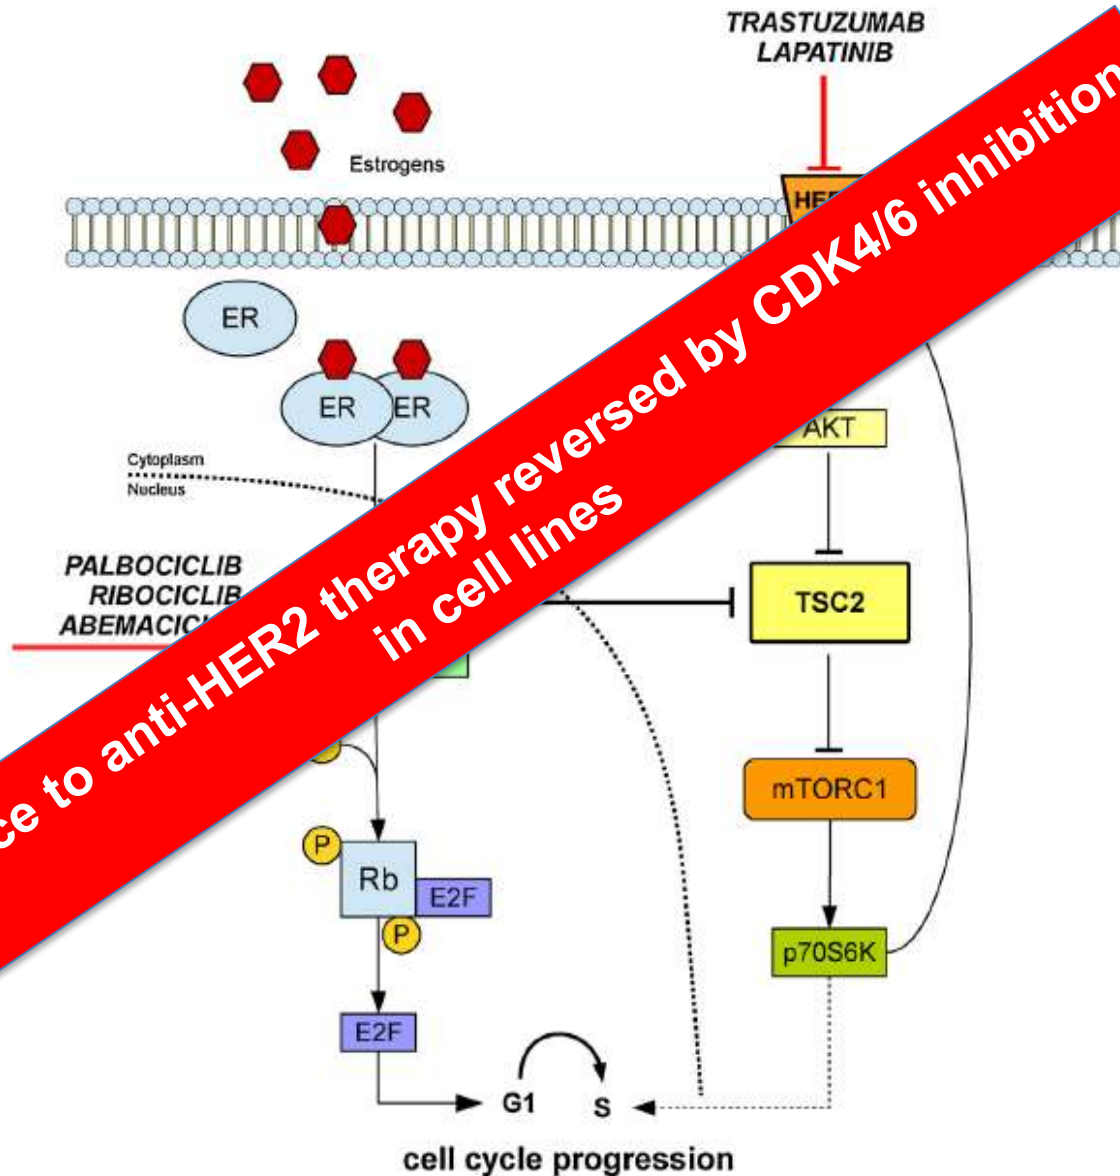 TRASTUZUMAB
LAPATINIB
Estrogens
ER
ER
ER
Cytoplasm
Nucleus
PALBOCICLIB
RIBOCICLIB
to anti-HER2 therapy reversed by CDK4/6 inhibition
in cell lines
AKT
TSC2
mTORC1
P
Rb
E2F
P
p70S6K
E2F
G1
S
cell cycle progression